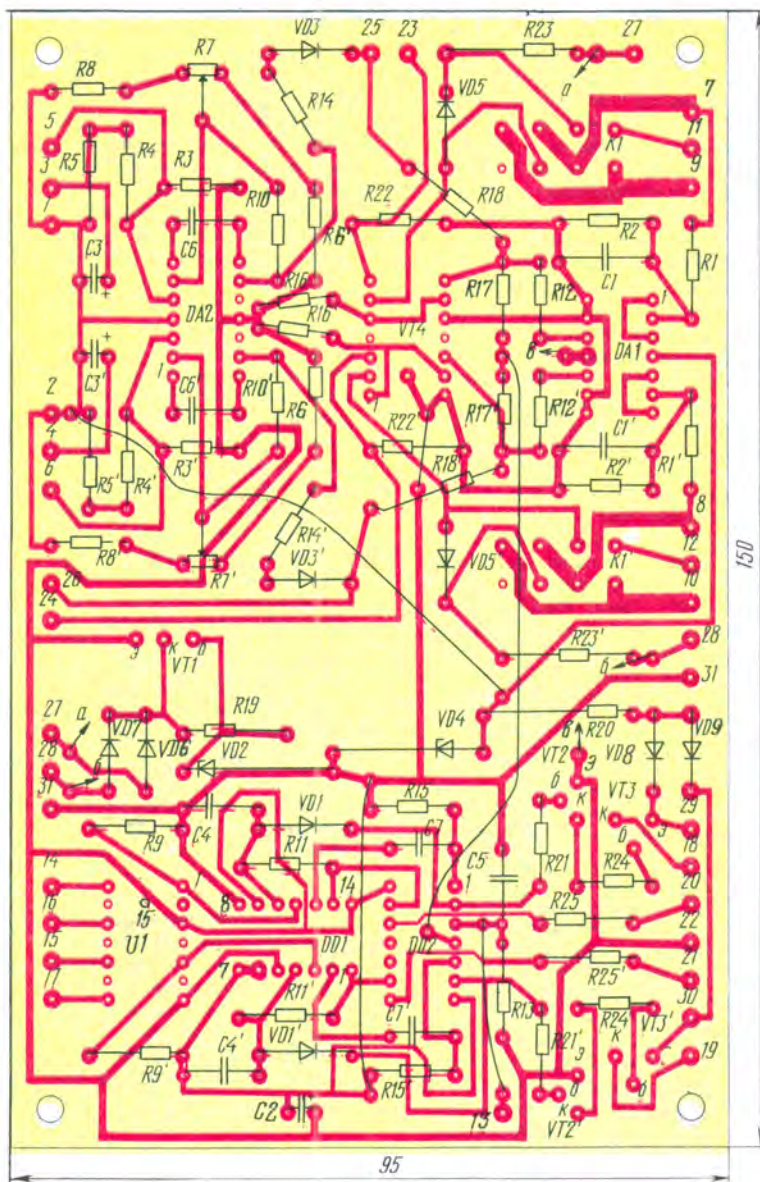 VD3 25 23 R23 27
R7
R8
а
R14
VD5
7
5
11
3
R5
R4
R3
K1
9
1
R10
R22
R18
R2
C6
R6'
C1
R1
C3
R16
R17
R12
1
DA2
R16'
VT4
в
DA1
C3'
1
C6'
R10'
R6
1
R17'
R12'
C1'
2
4
R22'
R3'
R1'
6
R5'
R4'
R18'
R2'
8
R14'
12
R8'
R7'
VD3'
VD5'
K1'
10
26
24
R23'
28
э к б
VT1
б
31
27
а
VD7
VD6
R19
VD4
R20
VD9
28
VD2
в
VT2
э
VD8
31
б
б
к
VT3
29
R9
C4
VD1
R15
C7
к
э
18
14
R11
C5
R21
б
R24
20
16
1
8
14
1
R25
22
15
15
U1
DD1
DD2
21
17
7
1
R25'
R11'
R13
30
C7'
R24'
VT3'
R9'
C4'
VD1'
R21'
э
к
19
R15'
б
б
C2
13
к
VT2'
150
95